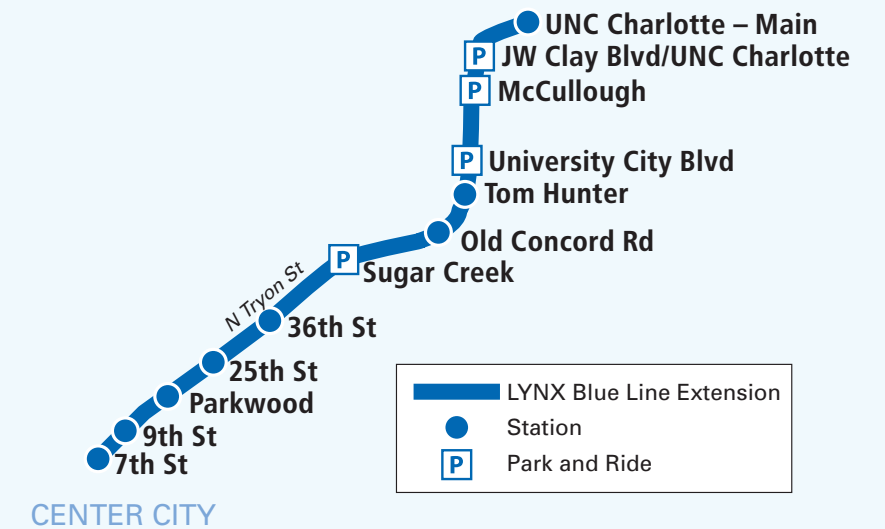 UNC Charlotte – Main
P JW Clay Blvd/UNC Charlotte
P McCullough
P University City Blvd
Tom Hunter
Old Concord Rd
P Sugar Creek
N Tryon St
36th St
25th St
Parkwood
9th St
7th St
CENTER CITY
LYNX Blue Line Extension
Station
P Park and Ride